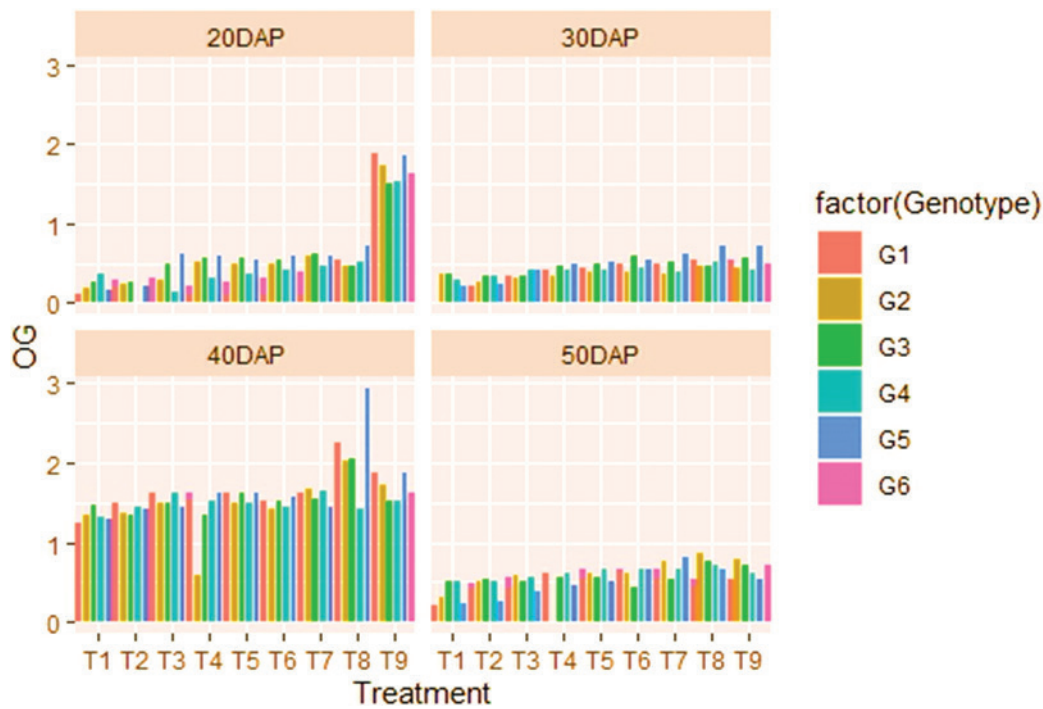 20DAP
30DAP
3
2
1
0
40DAP
50DAP
3
2
1
0
OG
T1 T2 T3 T4 T5 T6 T7 T8 T9
T1 T2 T3 T4 T5 T6 T7 T8 T9
Treatment
factor(Genotype)
G1
G2
G3
G4
G5
G6